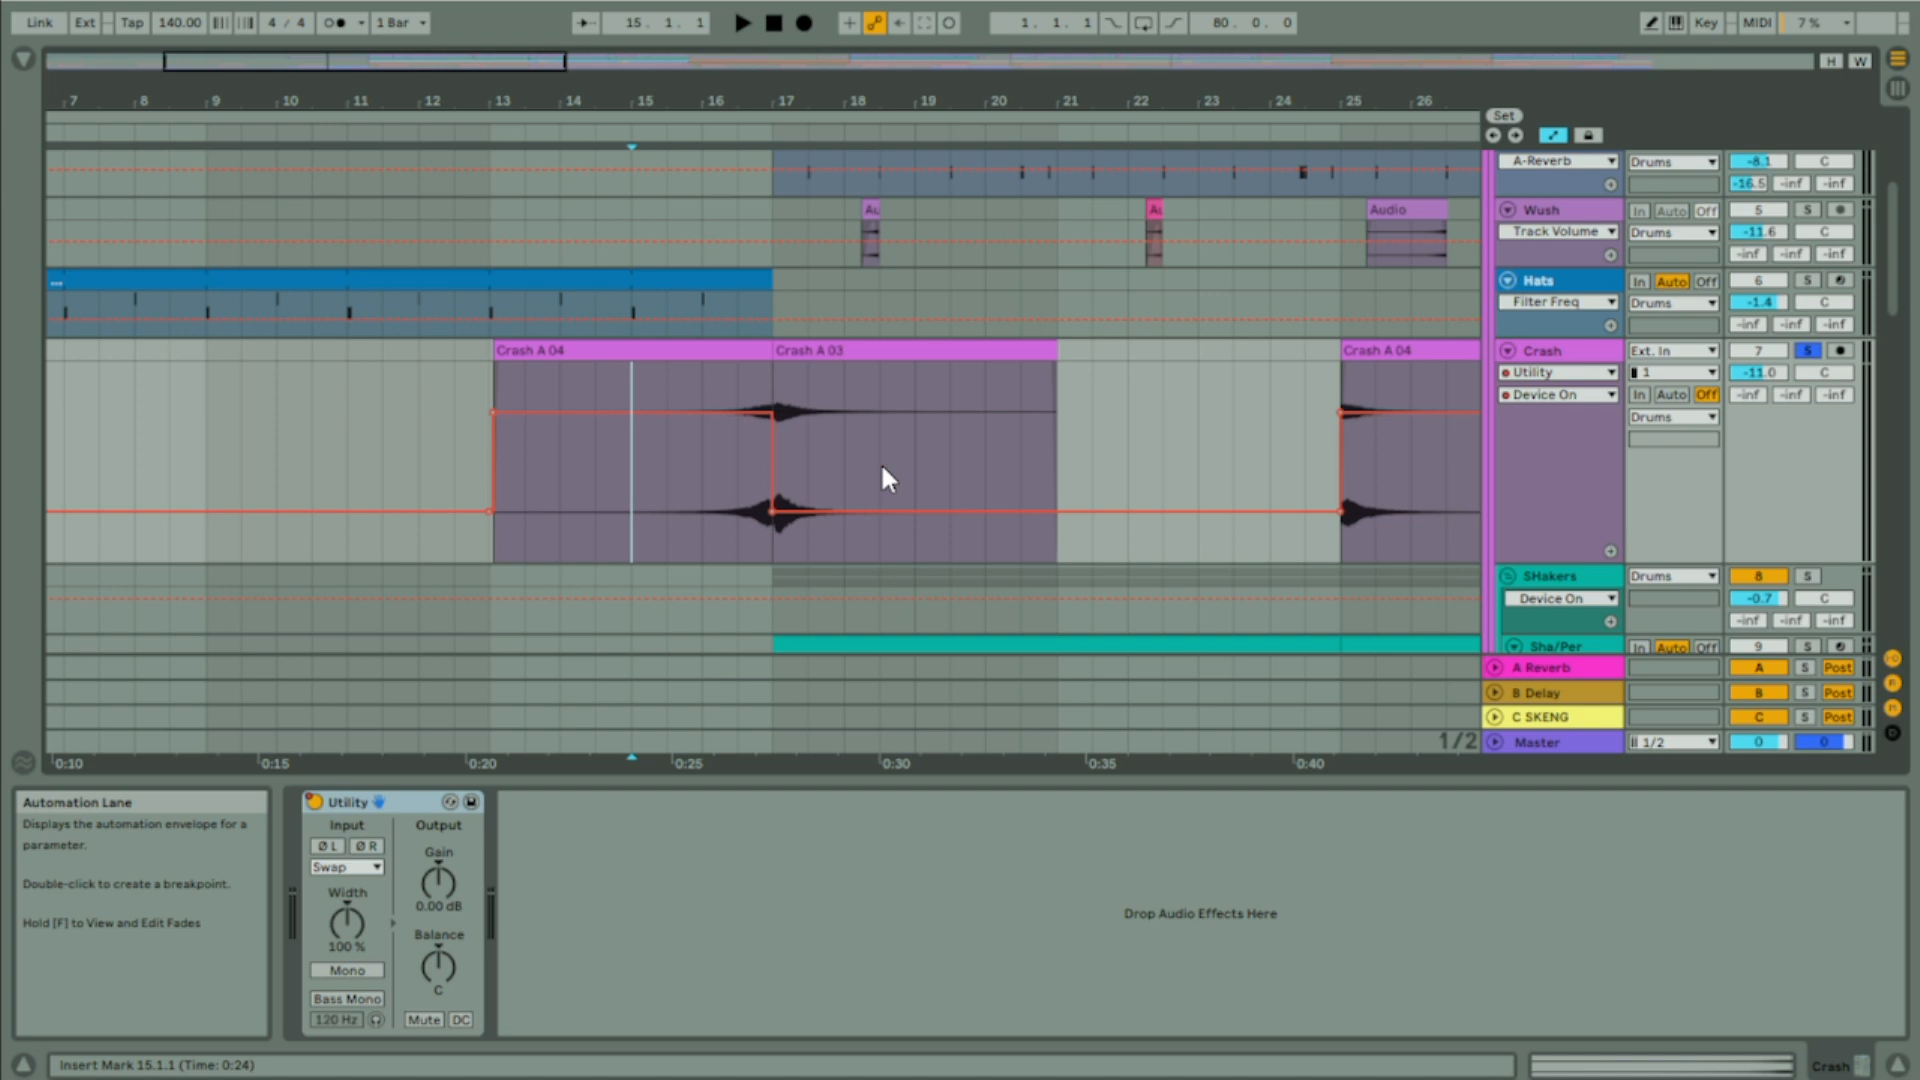 Link Ext Tap 140.00 4 / 4 1 Bar 15. 1. 1 1. 1. 1 80. 0. 0 Key MIDI 7 %
H W
7 8 9 10 11 12 13 14 15 16 17 18 19 20 21 22 23 24 25 26
Set
A-Reverb Drums -8.1 C
-16.5 -inf -inf
Au Au Audio Wush In Auto Off 5 S
Track Volume Drums -11.6 C
-inf -inf -inf
... Hats In Auto Off 6 S
Filter Freq Drums -1.4 C
-inf -inf -inf
Crash A 04 Crash A 03 Crash A 04 Crash Ext. In 7 S
Utility 1 -11.0 C
Device On In Auto Off -inf -inf -inf
Drums
SHakers Drums 8 S
Device On -0.7 C
-inf -inf -inf
Sha/Per In Auto Off 9 S
A Reverb A S Post
B Delay B S Post
C SKENG C S Post
1/2 Master 1/2 0 0
0:10 0:15 0:20 0:25 0:30 0:35 0:40
Automation Lane
Displays the automation envelope for a
parameter.
Double-click to create a breakpoint.
Hold [F] to View and Edit Fades
Utility
Input Output
Ø L Ø R
Gain
Swap
Width
0.00 dB
Balance
100 %
Mono
C
Bass Mono
120 Hz Mute DC
Drop Audio Effects Here
Insert Mark 15.1.1 (Time: 0:24) Crash